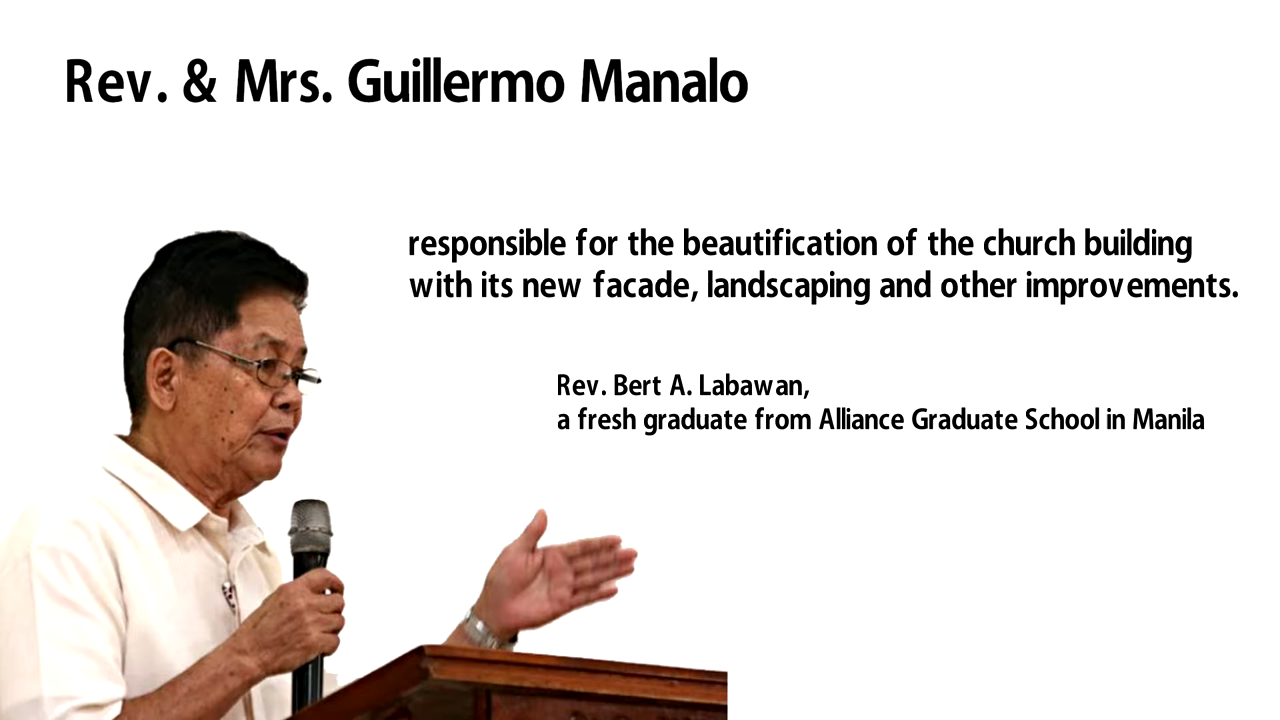 Rev. & Mrs. Guillermo Manalo
responsible for the beautification of the church building
with its new facade, landscaping and other improvements.
Rev. Bert A. Labawan,
a fresh graduate from Alliance Graduate School in Manila